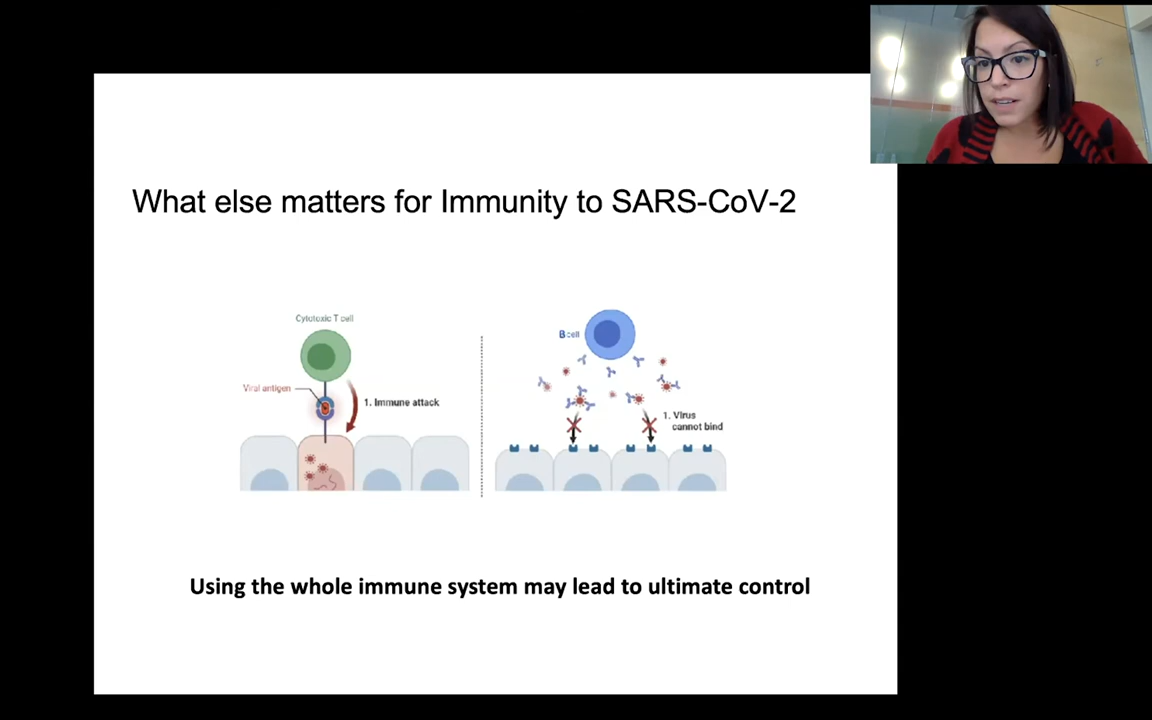 What else matters for Immunity to SARS-CoV-2
Cytotoxic T cell
Viral antigen
1. Immune attack
B cell
1. Virus
cannot bind
Using the whole immune system may lead to ultimate control